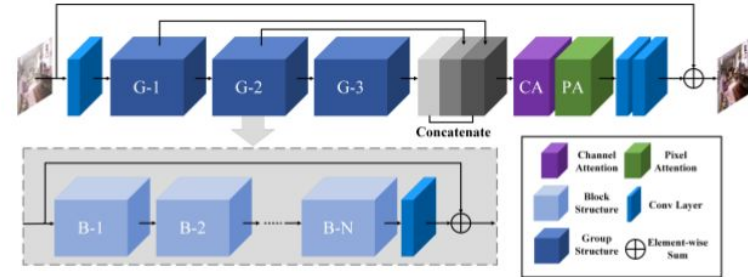 G-1
G-2
G-3
CA
PA
Concatenate
B-1
B-2
B-N
Channel
Attention
Pixel
Attention
Block
Structure
Conv Layer
Group
Structure
Element-wise
Sum